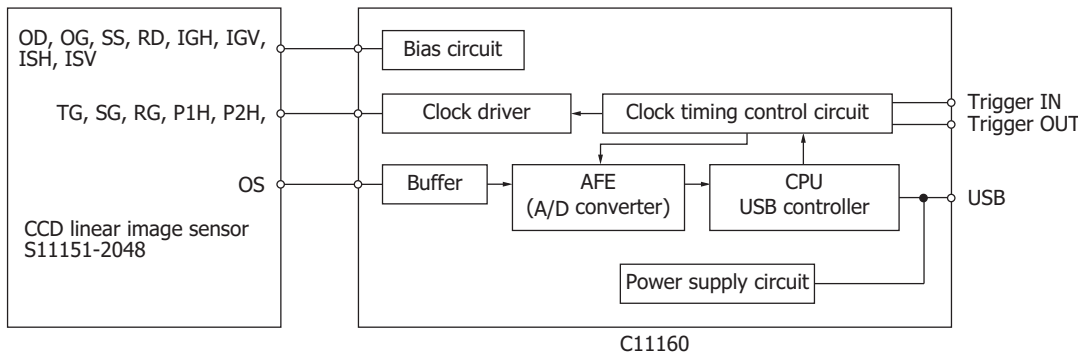 OD, OG, SS, RD, IGH, IGV,
ISH, ISV
Bias circuit
TG, SG, RG, P1H, P2H,
Clock driver
Clock timing control circuit
Trigger IN
Trigger OUT
OS
Buffer
AFE
(A/D converter)
CPU
USB controller
USB
CCD linear image sensor
S11151-2048
Power supply circuit
C11160